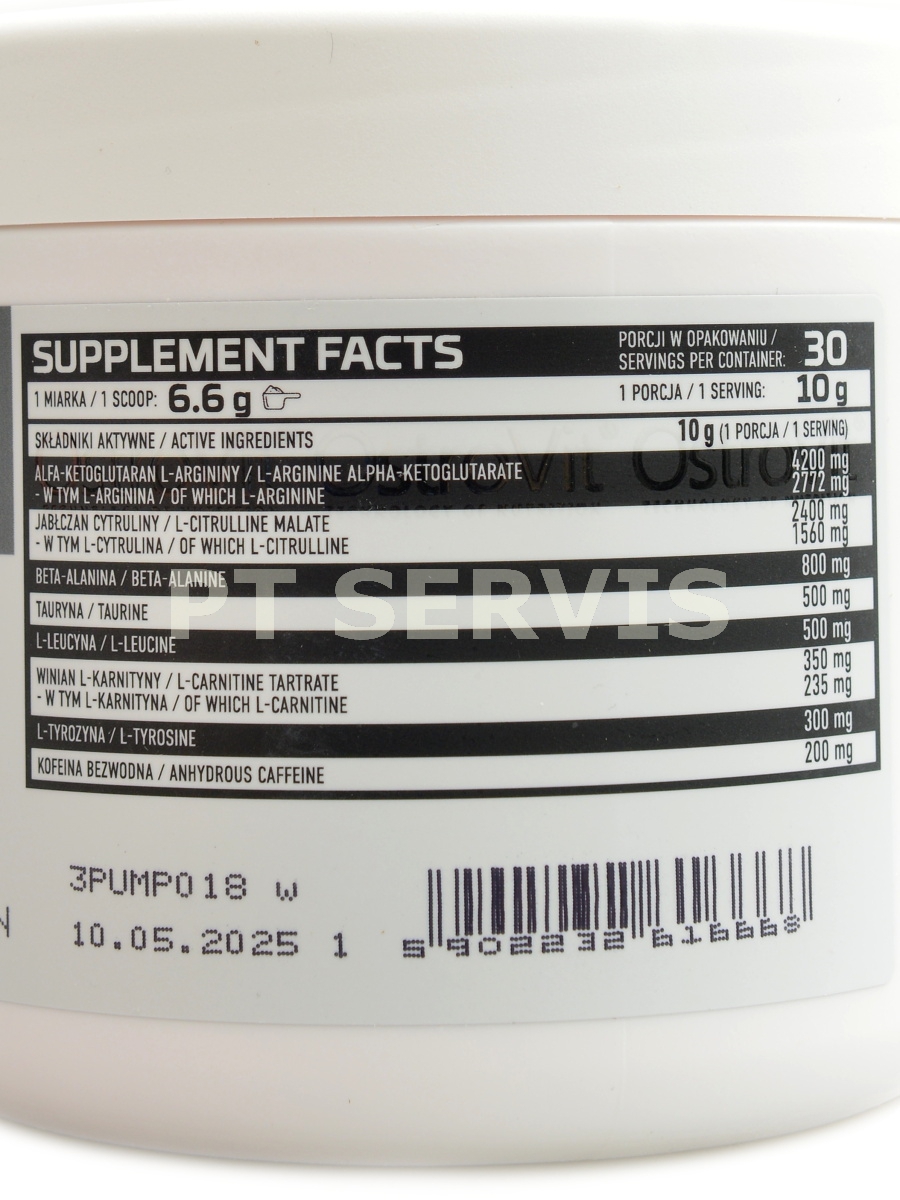 SUPPLEMENT FACTS
PORCJI W OPAKOWANIU /
SERVINGS PER CONTAINER: 30
1 MIARKA / 1 SCOOP: 6.6 g
1 PORCJA / 1 SERVING: 10 g
SKŁADNIKI AKTYWNE / ACTIVE INGREDIENTS 10 g (1 PORCJA / 1 SERVING)
ALFA-KETOGLUTARAN L-ARGININY / L-ARGININE ALPHA-KETOGLUTARATE 4200 mg
- W TYM L-ARGININA / OF WHICH L-ARGININE 2772 mg
OstroVit
JABŁCZAN CYTRULINY / L-CITRULLINE MALATE 2400 mg
- W TYM L-CYTRULINA / OF WHICH L-CITRULLINE 1560 mg
BETA-ALANINA / BETA-ALANINE 800 mg
TAURYNA / TAURINE 500 mg
PT SERVIS
L-LEUCYNA / L-LEUCINE 500 mg
WINIAN L-KARNITYNY / L-CARNITINE TARTRATE 350 mg
- W TYM L-KARNITYNA / OF WHICH L-CARNITINE 235 mg
L-TYROZYNA / L-TYROSINE 300 mg
KOFEINA BEZWODNA / ANHYDROUS CAFFEINE 200 mg
3PUMP018 w
10.05.2025 1
5 902232 616668